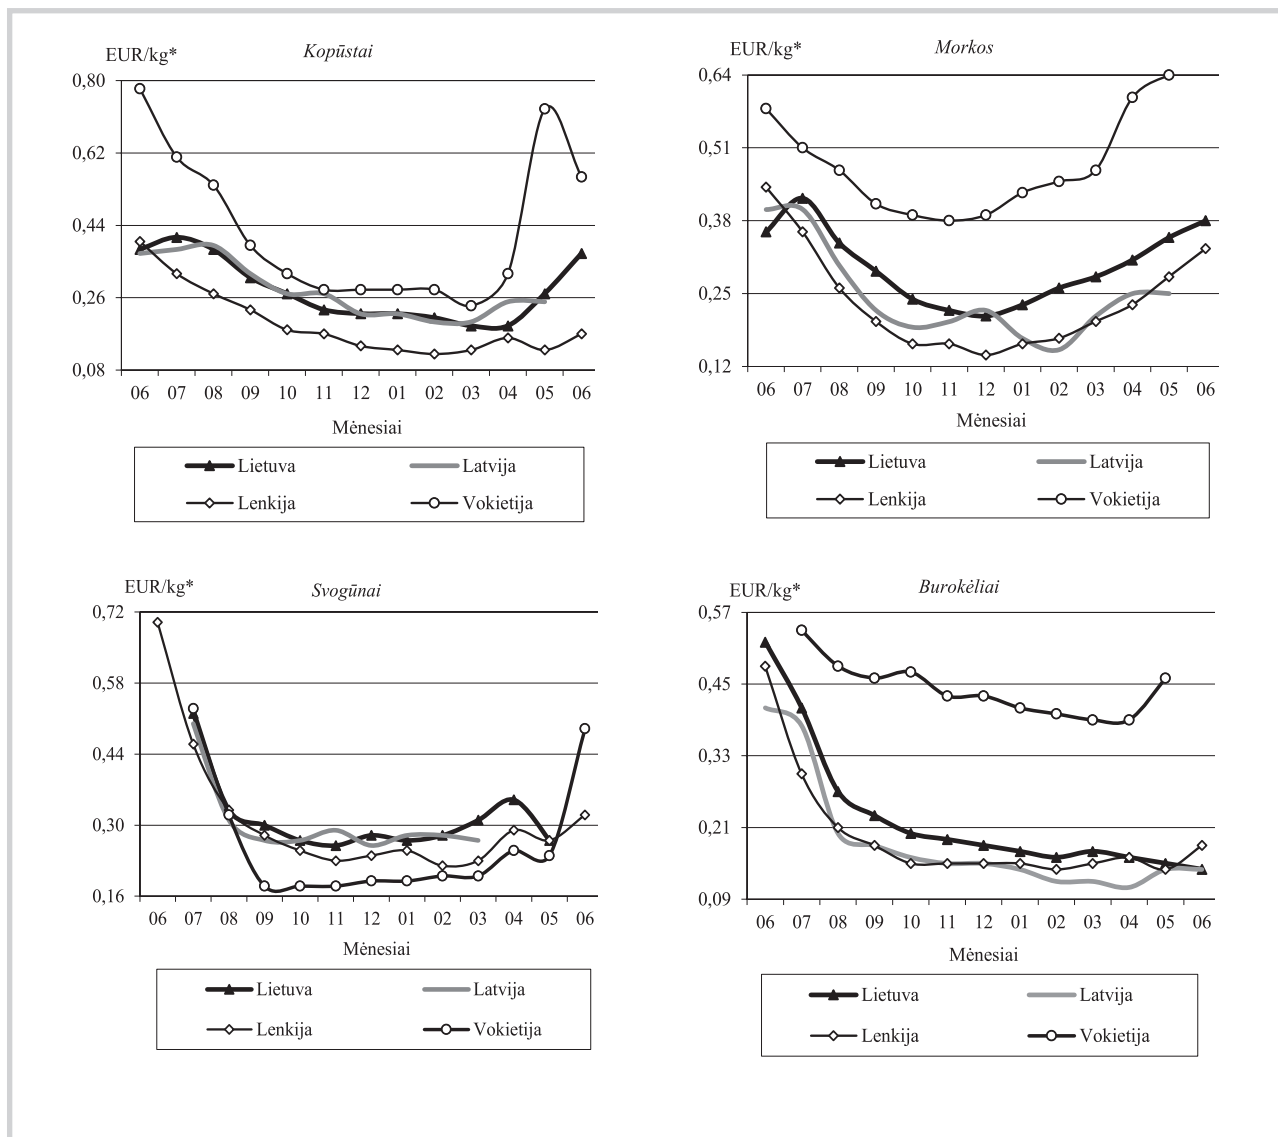 EUR/kg*
Kopūstai
0,80
0,62
0,44
0,26
0,08
06 07 08 09 10 11 12 01 02 03 04 05 06
Mėnesiai
Lietuva Latvija
Lenkija Vokietija
EUR/kg*
Morkos
0,64
0,51
0,38
0,25
0,12
06 07 08 09 10 11 12 01 02 03 04 05 06
Mėnesiai
Lietuva Latvija
Lenkija Vokietija
EUR/kg*
Svogūnai
0,72
0,58
0,44
0,30
0,16
06 07 08 09 10 11 12 01 02 03 04 05 06
Mėnesiai
Lietuva Latvija
Lenkija Vokietija
EUR/kg*
Burokėliai
0,57
0,45
0,33
0,21
0,09
06 07 08 09 10 11 12 01 02 03 04 05 06
Mėnesiai
Lietuva Latvija
Lenkija Vokietija